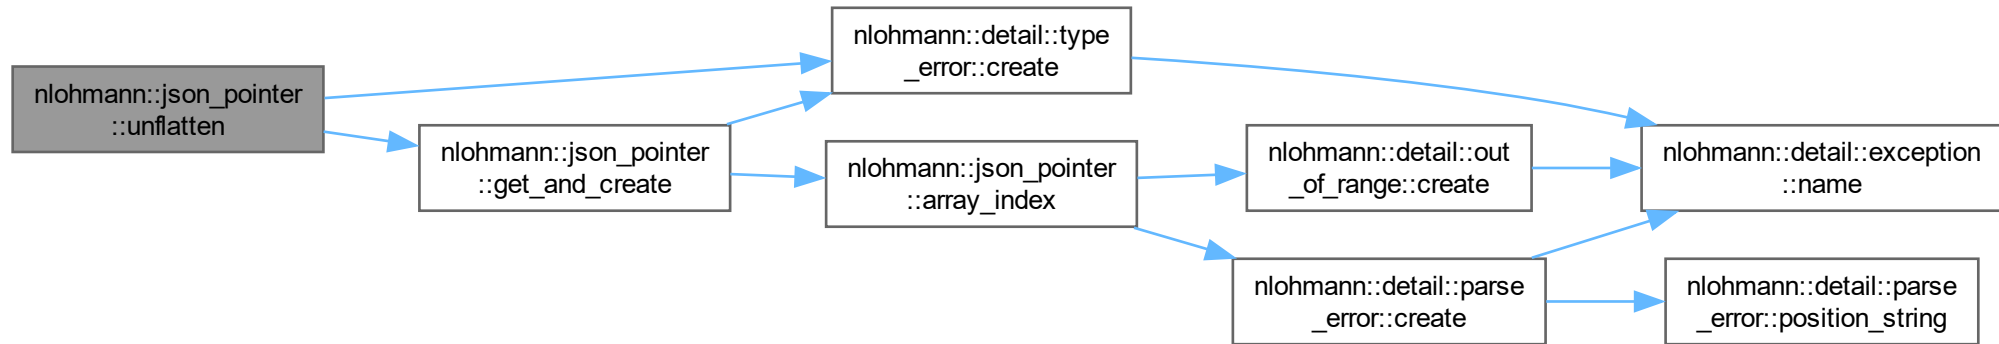 nlohmann::json_pointer
::unflatten
nlohmann::json_pointer
::get_and_create
nlohmann::detail::type
_error::create
nlohmann::json_pointer
::array_index
nlohmann::detail::out
_of_range::create
nlohmann::detail::parse
_error::create
nlohmann::detail::exception
::name
nlohmann::detail::parse
_error::position_string